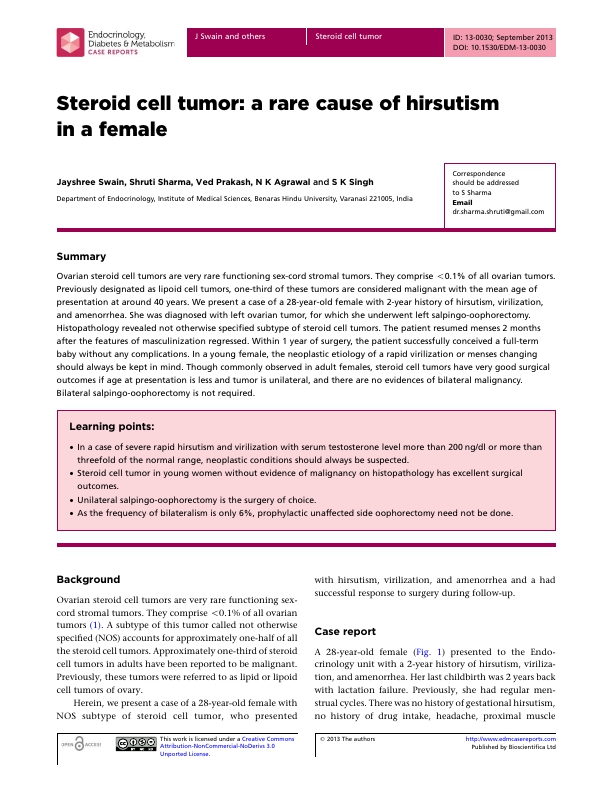 Endocrinology,
Diabetes & Metabolism
CASE REPORTS
J Swain and others
Steroid cell tumor
ID: 13-0030; September 2013
DOI: 10.1530/EDM-13-0030
Steroid cell tumor: a rare cause of hirsutism
in a female
Jayshree Swain, Shruti Sharma, Ved Prakash, N K Agrawal and S K Singh
Department of Endocrinology, Institute of Medical Sciences, Benaras Hindu University, Varanasi 221005, India
Correspondence
should be addressed
to S Sharma
Email
dr.sharma.shruti@gmail.com
Summary
Ovarian steroid cell tumors are very rare functioning sex-cord stromal tumors. They comprise <0.1% of all ovarian tumors.
Previously designated as lipoid cell tumors, one-third of these tumors are considered malignant with the mean age of
presentation at around 40 years. We present a case of a 28-year-old female with 2-year history of hirsutism, virilization,
and amenorrhea. She was diagnosed with left ovarian tumor, for which she underwent left salpingo-oophorectomy.
Histopathology revealed not otherwise specified subtype of steroid cell tumors. The patient resumed menses 2 months
after the features of masculinization regressed. Within 1 year of surgery, the patient successfully conceived a full-term
baby without any complications. In a young female, the neoplastic etiology of a rapid virilization or menses changing
should always be kept in mind. Though commonly observed in adult females, steroid cell tumors have very good surgical
outcomes if age at presentation is less and tumor is unilateral, and there are no evidences of bilateral malignancy.
Bilateral salpingo-oophorectomy is not required.
Learning points:
• In a case of severe rapid hirsutism and virilization with serum testosterone level more than 200 ng/dl or more than
threefold of the normal range, neoplastic conditions should always be suspected.
• Steroid cell tumor in young women without evidence of malignancy on histopathology has excellent surgical
outcomes.
• Unilateral salpingo-oophorectomy is the surgery of choice.
• As the frequency of bilateralism is only 6%, prophylactic unaffected side oophorectomy need not be done.
Background
Ovarian steroid cell tumors are very rare functioning sex-
cord stromal tumors. They comprise <0.1% of all ovarian
tumors (1). A subtype of this tumor called not otherwise
specified (NOS) accounts for approximately one-half of all
the steroid cell tumors. Approximately one-third of steroid
cell tumors in adults have been reported to be malignant.
Previously, these tumors were referred to as lipid or lipoid
cell tumors of ovary.
Herein, we present a case of a 28-year-old female with
NOS subtype of steroid cell tumor, who presented
with hirsutism, virilization, and amenorrhea and a had
successful response to surgery during follow-up.
Case report
A 28-year-old female (Fig. 1) presented to the Endo-
crinology unit with a 2-year history of hirsutism, viriliza-
tion, and amenorrhea. Her last childbirth was 2 years back
with lactation failure. Previously, she had regular men-
strual cycles. There was no history of gestational hirsutism,
no history of drug intake, headache, proximal muscle
OPEN ACCESS
This work is licensed under a Creative Commons
Attribution-NonCommercial-NoDerivs 3.0
Unported License.
© 2013 The authors
http://www.edmcasereports.com
Published by Bioscientifica Ltd